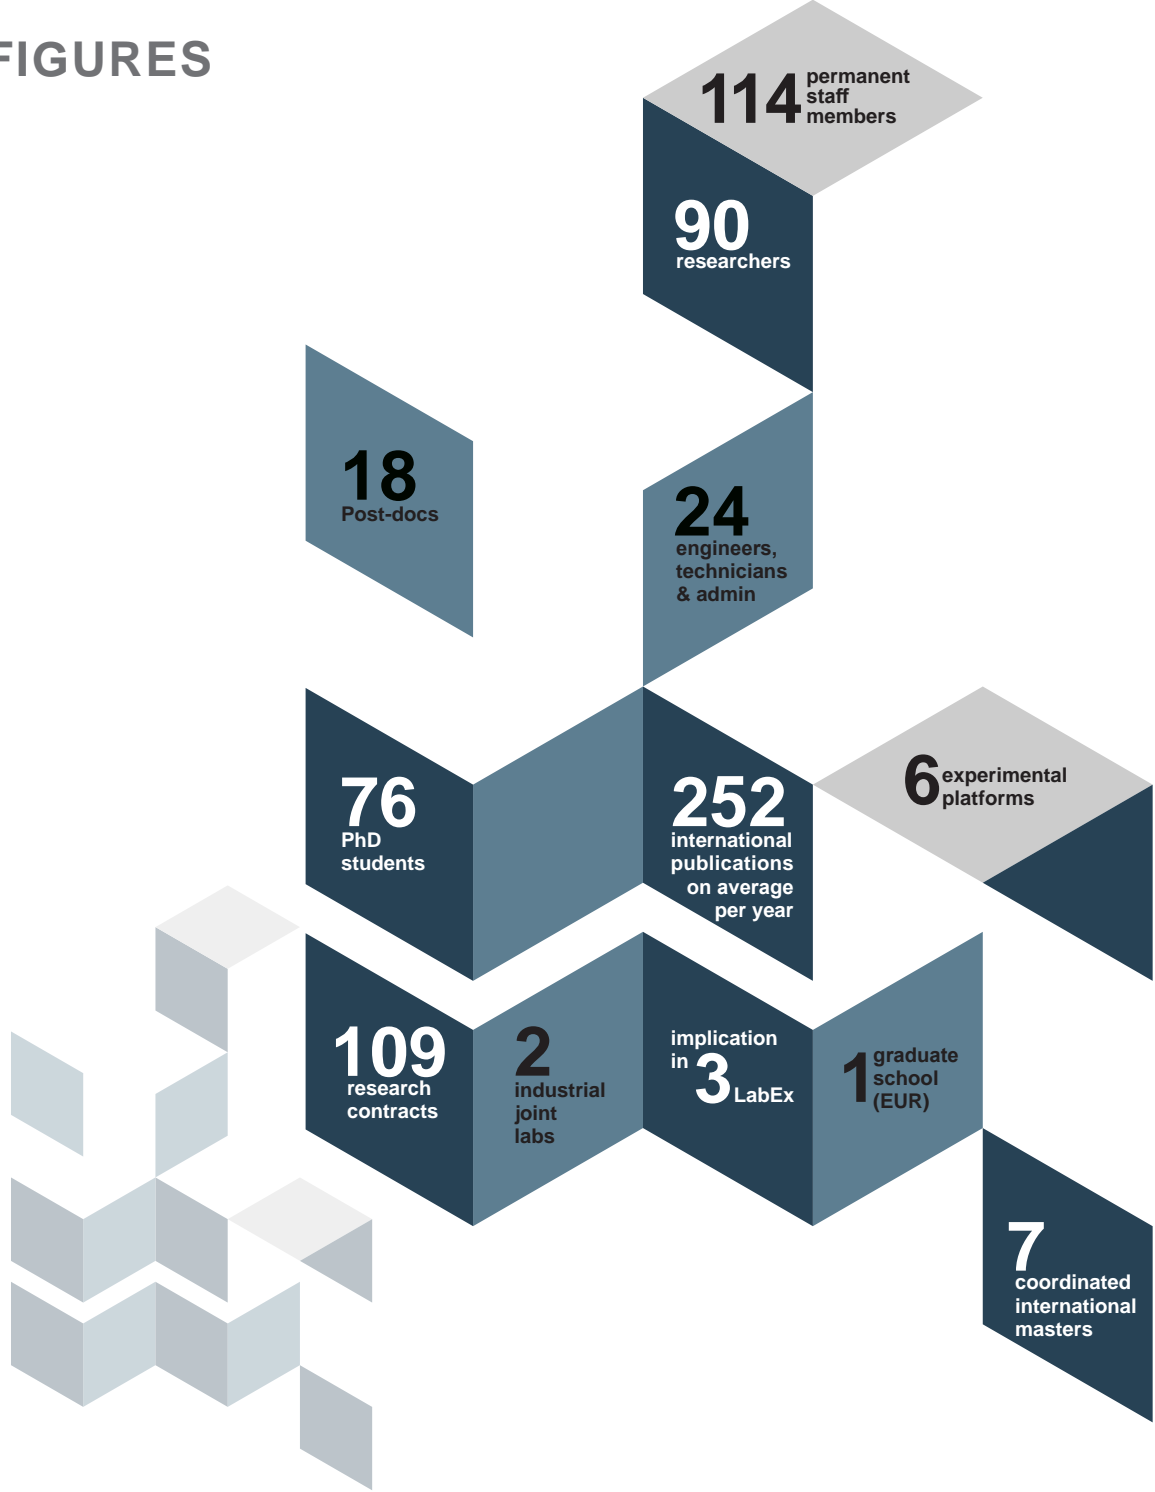 FIGURES
114 permanent
staff
members
90
researchers
18
Post-docs
24
engineers,
technicians
& admin
76
PhD
students
252
international
publications
on average
per year
6 experimental
platforms
109
research
contracts
2
industrial
joint
labs
implication
in 3 LabEx
1 graduate
school
(EUR)
7
coordinated
international
masters